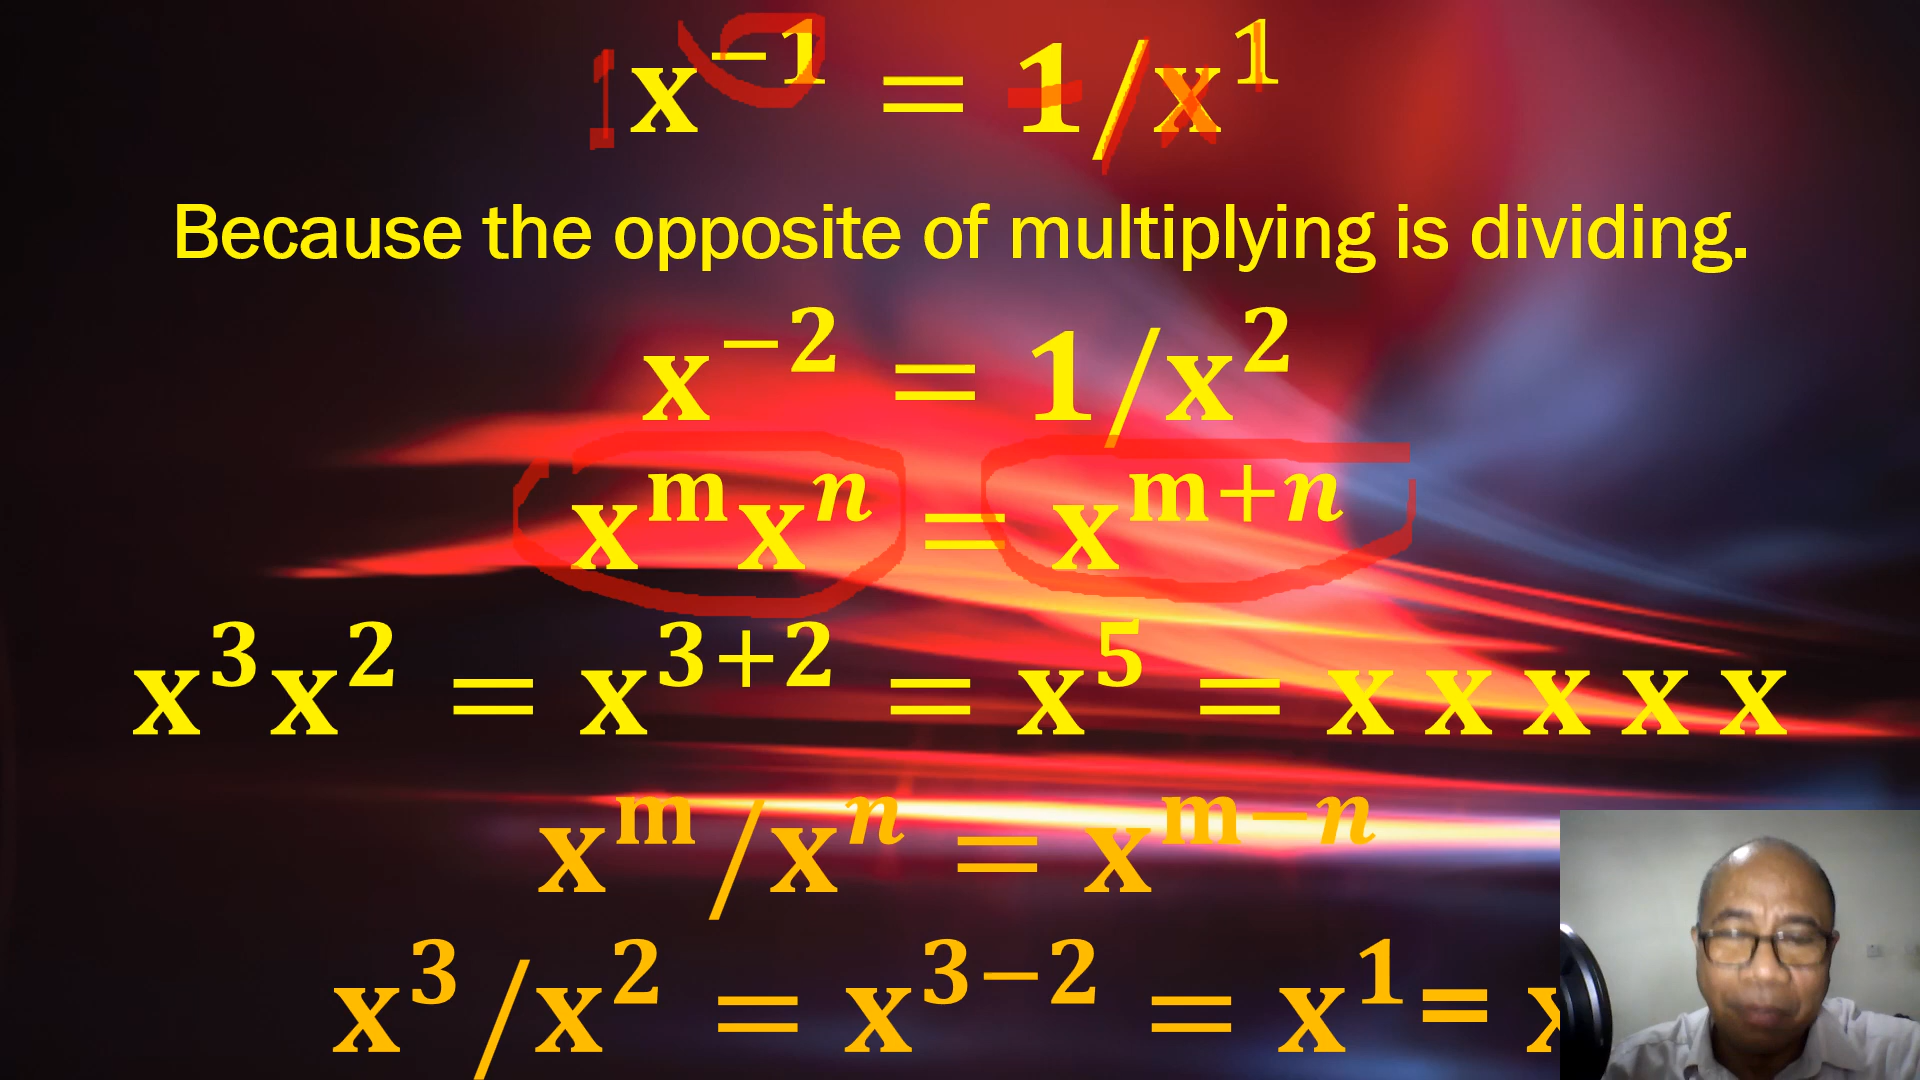 1 x⁻¹ = 1/x¹
Because the opposite of multiplying is dividing.
x⁻² = 1/x²
xᵐxⁿ = xᵐ⁺ⁿ
x³x² = x³⁺² = x⁵ = x x x x x
xᵐ/xⁿ = xᵐ⁻ⁿ
x³/x² = x³⁻² = x¹ = x